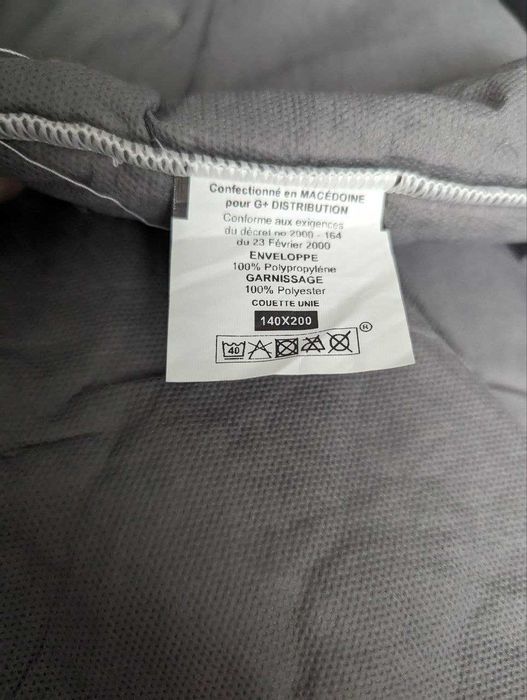 Confectionné en MACÉDOINE
pour G+ DISTRIBUTION
Conforme aux exigences
du décret no 2000 - 164
du 23 Février 2000
ENVELOPPE
100% Polypropylène
GARNISSAGE
100% Polyester
COUETTE UNIE
140X200
40 ®